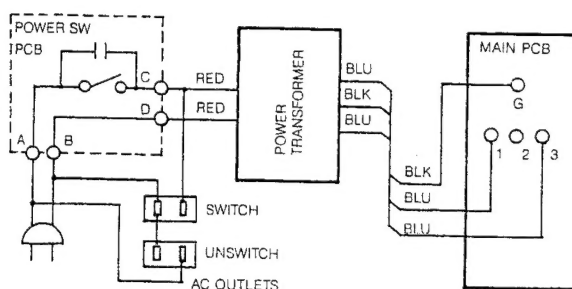 POWER SW
PCB
C
RED
D
RED
A
B
POWER
TRANSFORMER
BLU
BLK
BLU
MAIN PCB
G
1
2
3
BLK
BLU
BLU
SWITCH
UNSWITCH
AC OUTLETS